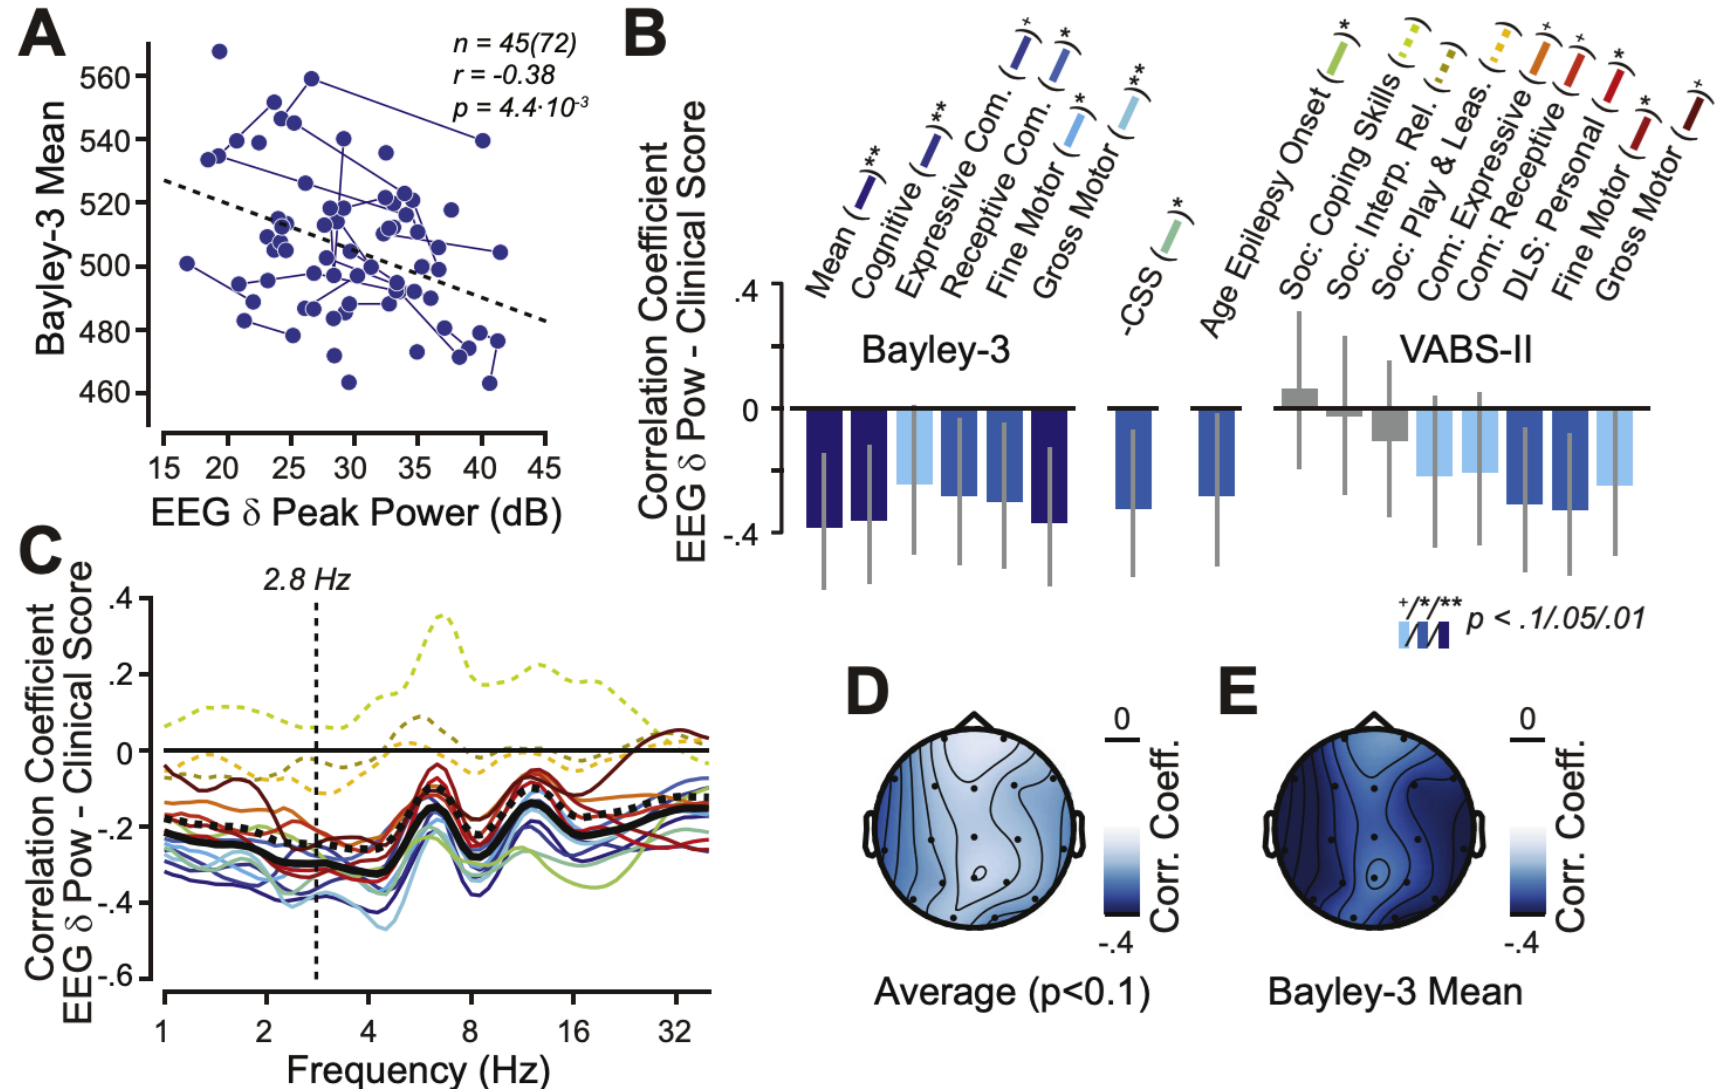 A
n = 45(72)
r = -0.38
p = 4.4·10-3
Bayley-3 Mean
560
540
520
500
480
460
15 20 25 30 35 40 45
EEG δ Peak Power (dB)
B
Correlation Coefficient
EEG δ Pow - Clinical Score
.4
0
-.4
Mean ( )**
Cognitive ( )**
Expressive Com. ( )+
Receptive Com. ( )*
Fine Motor ( )*
Gross Motor ( )**
Bayley-3
-CSS ( )*
Age Epilepsy Onset ( )*
Soc: Coping Skills ( )
Soc: Interp. Rel. ( )
Soc: Play & Leas. ( )
Com: Expressive ( )+
Com: Receptive ( )+
DLS: Personal ( )*
Fine Motor ( )*
Gross Motor ( )+
VABS-II
+/*/** p < .1/.05/.01
C
Correlation Coefficient
EEG δ Pow - Clinical Score
2.8 Hz
.4
.2
0
-.2
-.4
-.6
1 2 4 8 16 32
Frequency (Hz)
D
0
-.4
Corr. Coeff.
Average (p<0.1)
E
0
-.4
Corr. Coeff.
Bayley-3 Mean